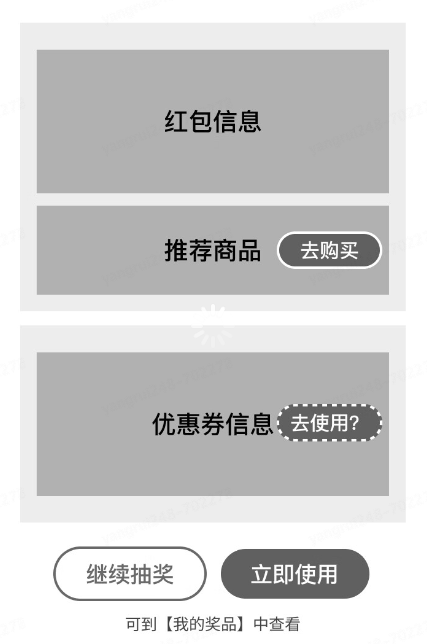 红包信息
推荐商品 去购买
优惠券信息 去使用？
继续抽奖 立即使用
可到【我的奖品】中查看